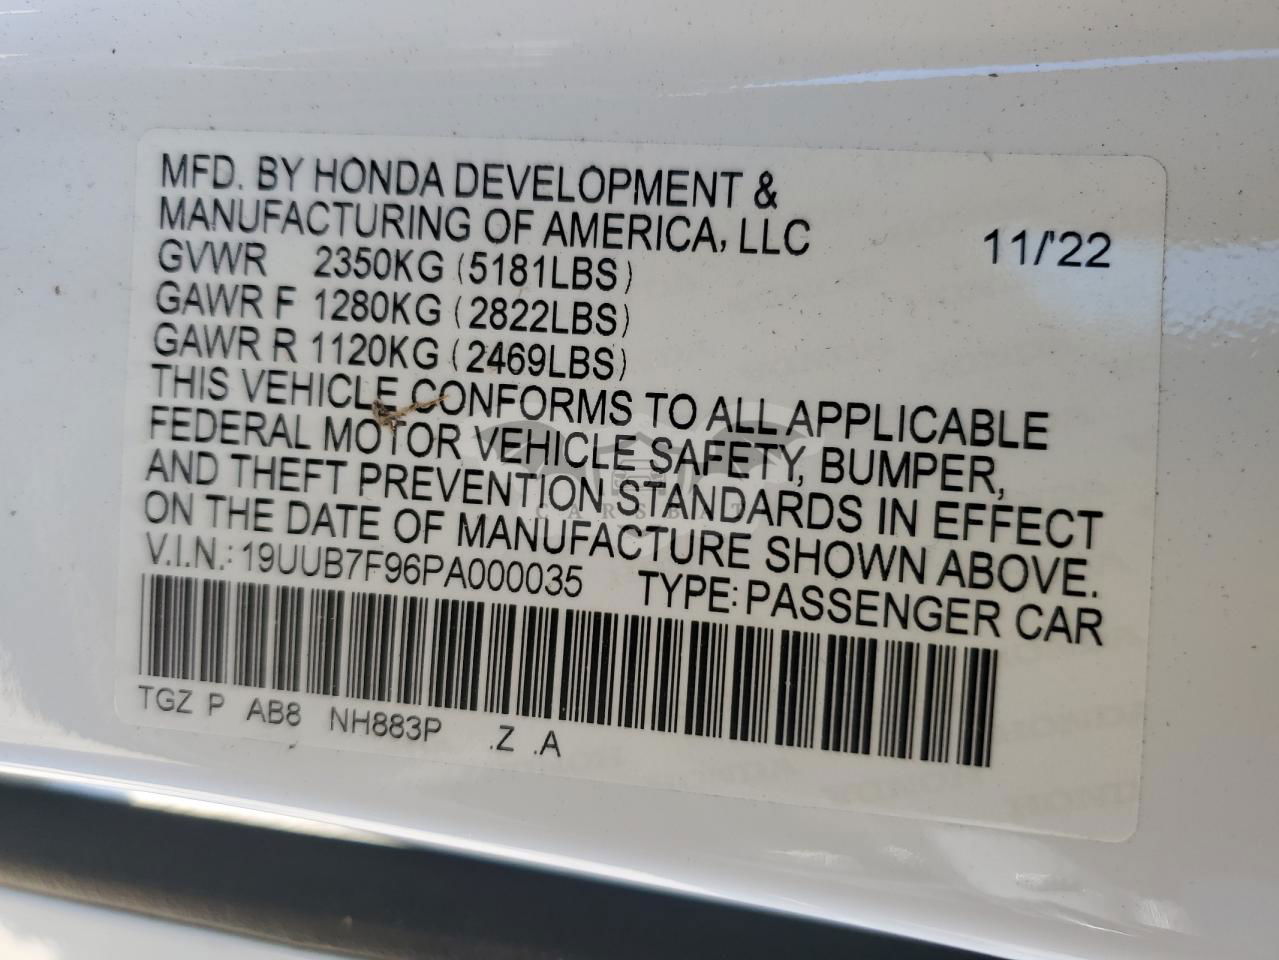 MFD. BY HONDA DEVELOPMENT &
MANUFACTURING OF AMERICA, LLC 11/'22
GVWR 2350KG (5181LBS)
GAWR F 1280KG (2822LBS)
GAWR R 1120KG (2469LBS)
THIS VEHICLE CONFORMS TO ALL APPLICABLE
FEDERAL MOTOR VEHICLE SAFETY, BUMPER,
AND THEFT PREVENTION STANDARDS IN EFFECT
ON THE DATE OF MANUFACTURE SHOWN ABOVE.
V.I.N.: 19UUB7F96PA000035 TYPE: PASSENGER CAR
TGZ P AB8 NH883P .Z .A